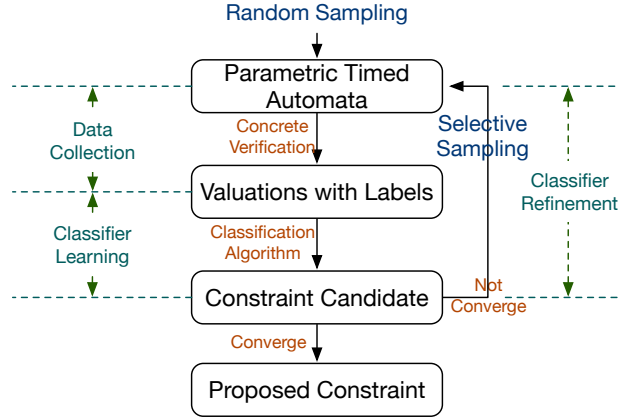 Random Sampling
Parametric Timed
Automata
Concrete
Verification
Data
Collection
Selective
Sampling
Valuations with Labels
Classifier
Refinement
Classification
Algorithm
Classifier
Learning
Constraint Candidate
Not
Converge
Converge
Proposed Constraint